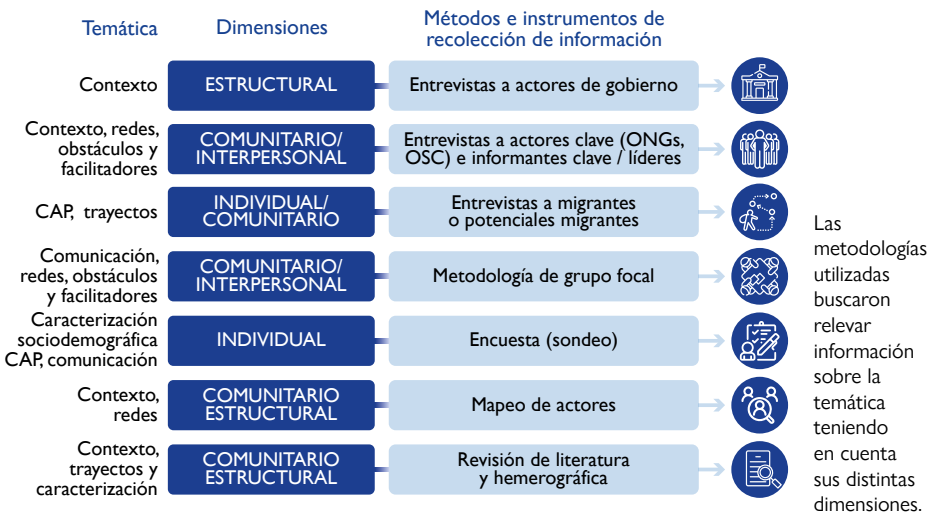 Temática
Dimensiones
Métodos e instrumentos de
recolección de información
Contexto
ESTRUCTURAL
Entrevistas a actores de gobierno
Contexto, redes,
obstáculos y
facilitadores
COMUNITARIO/
INTERPERSONAL
Entrevistas a actores clave (ONGs,
OSC) e informantes clave / líderes
CAP, trayectos
INDIVIDUAL/
COMUNITARIO
Entrevistas a migrantes
o potenciales migrantes
Comunicación,
redes, obstáculos
y facilitadores
COMUNITARIO/
INTERPERSONAL
Metodología de grupo focal
Caracterización
sociodemográfica
CAP, comunicación
INDIVIDUAL
Encuesta (sondeo)
Contexto,
redes
COMUNITARIO
ESTRUCTURAL
Mapeo de actores
Contexto,
trayectos y
caracterización
COMUNITARIO
ESTRUCTURAL
Revisión de literatura
y hemerográfica
Las
metodologías
utilizadas
buscaron
relevar
información
sobre la
temática
teniendo
en cuenta
sus distintas
dimensiones.